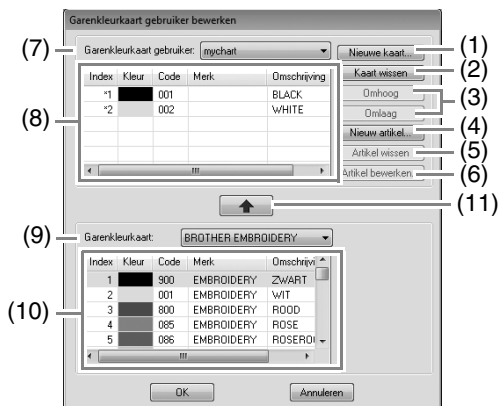 Garenkleurkaart gebruiker bewerken
(7) Garenkleurkaart gebruiker: mychart Nieuwe kaart... (1)
Kaart wissen (2)
Index Kleur Code Merk Omschrijving
*1 001 BLACK
*2 002 WHITE
(8)
Omhoog
(3)
Omlaag
Nieuw artikel... (4)
Artikel wissen (5)
Artikel bewerken. (6)
(11)
(9) Garenkleurkaart: BROTHER EMBROIDERY
Index Kleur Code Merk Omschrijvi
1 900 EMBROIDERY ZWART
2 001 EMBROIDERY WIT
3 800 EMBROIDERY ROOD
4 085 EMBROIDERY ROSE
5 086 EMBROIDERY ROSEROI
(10)
OK Annuleren